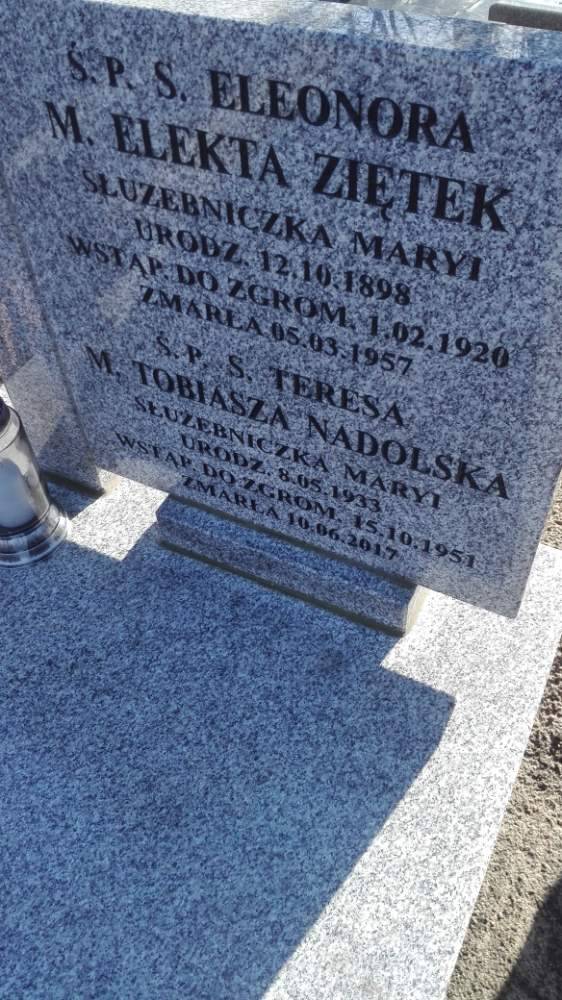 Ś.P. S. ELEONORA
M. ELEKTA ZIĘTEK
SŁUŻEBNICZKA MARYI
URODZ. 12.10.1898
WSTĄP. DO ZGROM. 1.02.1920
ZMARŁA 05.03.1957
Ś.P. S. TERESA
M. TOBIASZA NADOLSKA
SŁUŻEBNICZKA MARYI
URODZ. 8.05.1933
WSTĄP. DO ZGROM. 15.10.1951
ZMARŁA 10.06.2017